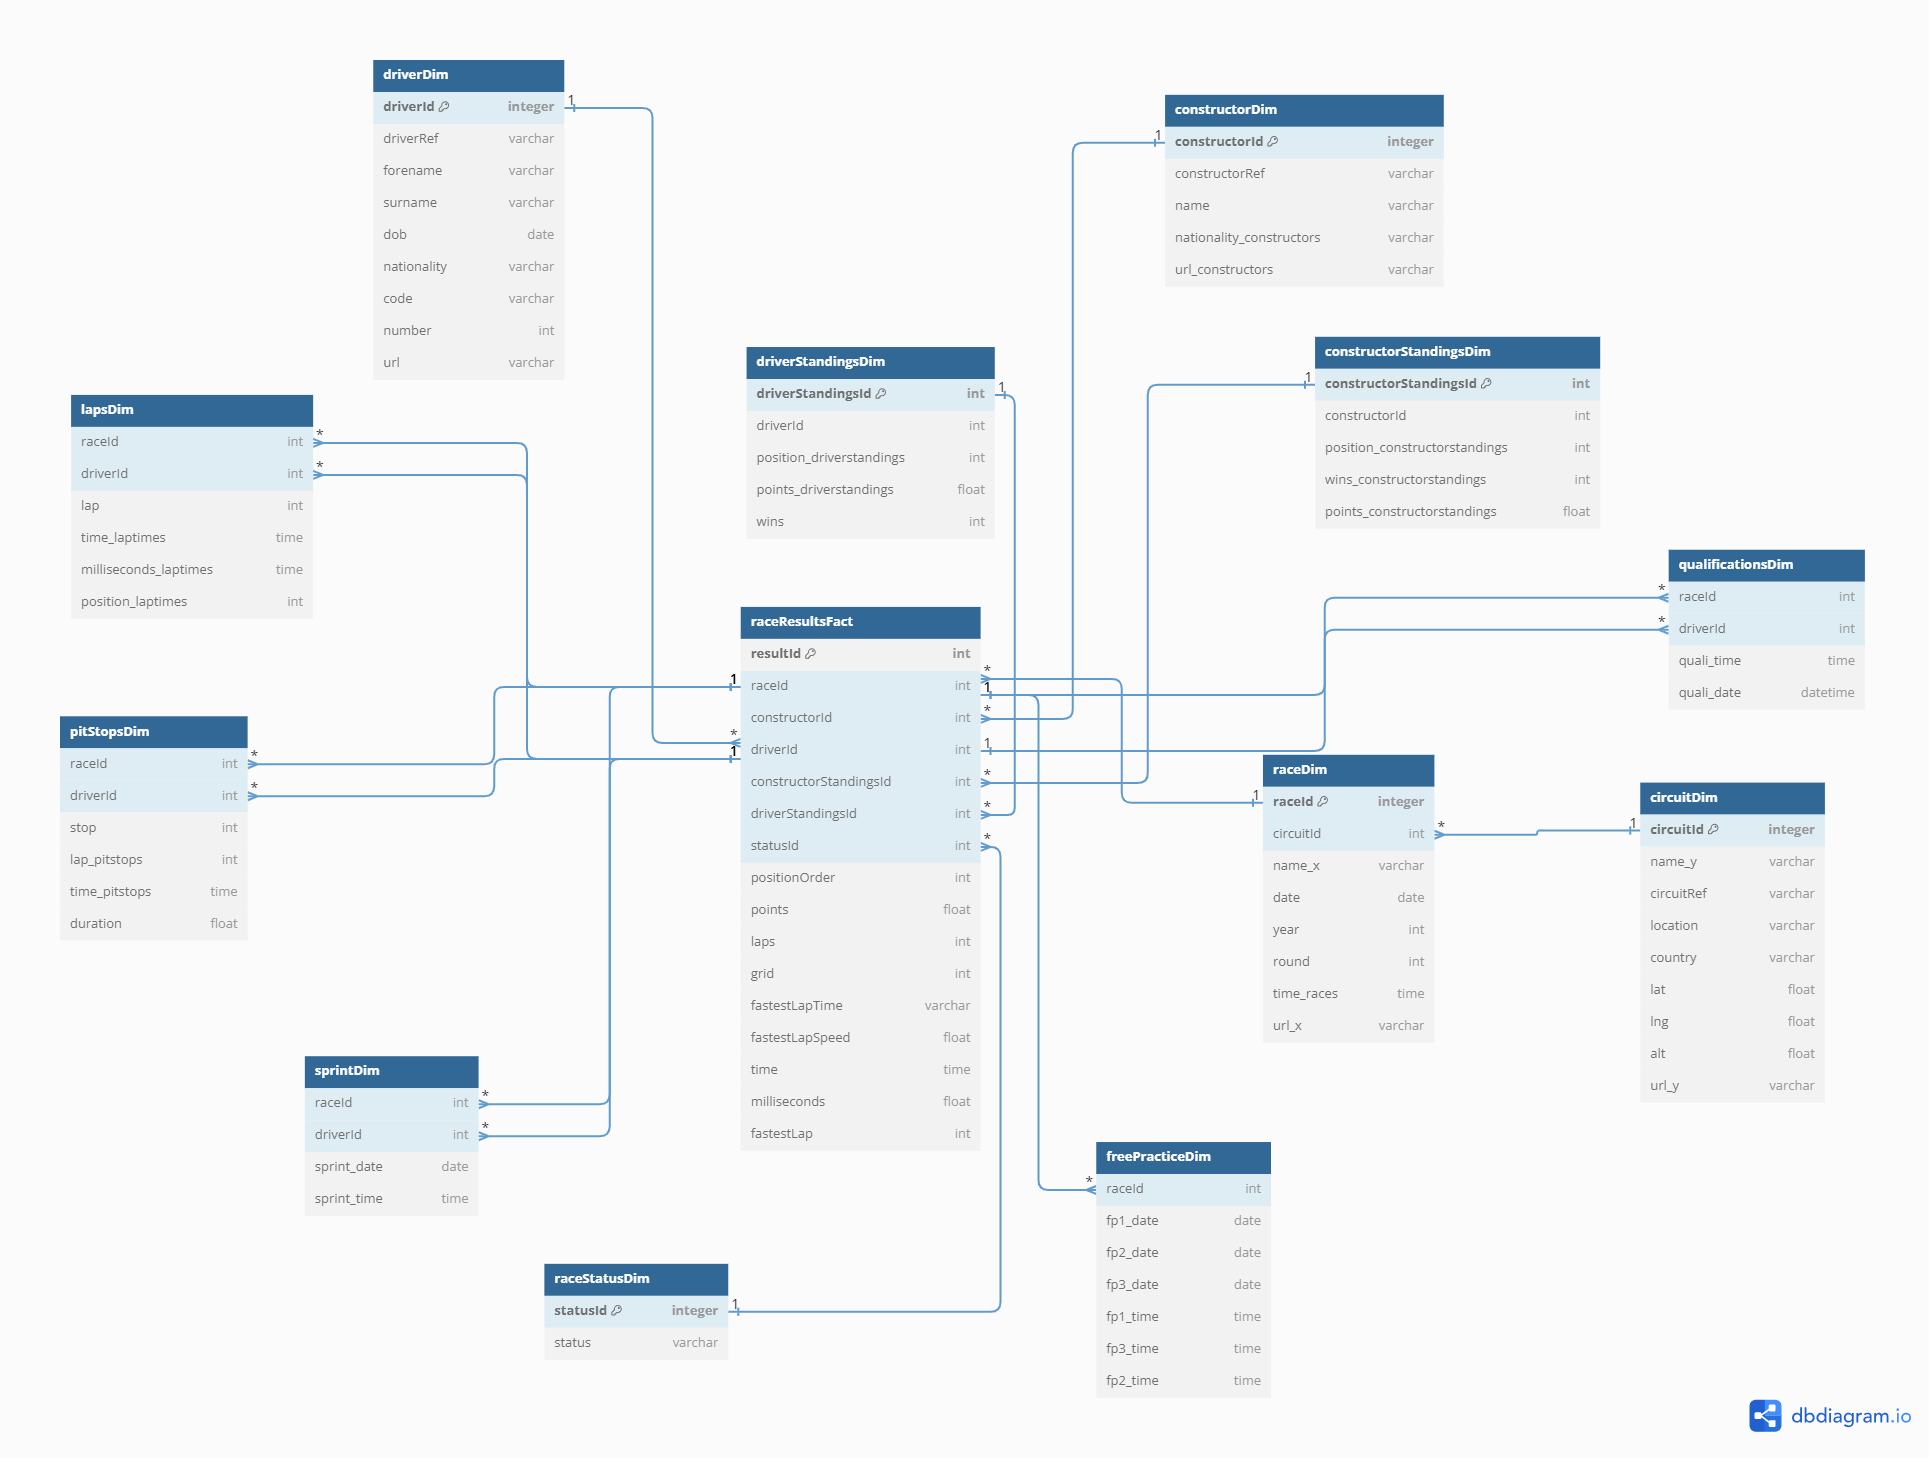 driverDim
driverId integer
driverRef varchar
forename varchar
surname varchar
dob date
nationality varchar
code varchar
number int
url varchar
1
constructorDim
constructorId integer
constructorRef varchar
name varchar
nationality_constructors varchar
url_constructors varchar
1
driverStandingsDim
driverStandingsId int
driverId int
position_driverstandings int
points_driverstandings float
wins int
1
constructorStandingsDim
constructorStandingsId int
constructorId int
position_constructorstandings int
wins_constructorstandings int
points_constructorstandings float
1
lapsDim
raceId int
driverId int
lap int
time_laptimes time
milliseconds_laptimes time
position_laptimes int
*
*
qualificationsDim
raceId int
driverId int
quali_time time
quali_date datetime
*
*
raceResultsFact
resultId int
raceId int
constructorId int
driverId int
constructorStandingsId int
driverStandingsId int
statusId int
positionOrder int
points float
laps int
grid int
fastestLapTime varchar
fastestLapSpeed float
time time
milliseconds float
fastestLap int
1
*
1
*
1
*
1
*
*
*
pitStopsDim
raceId int
driverId int
stop int
lap_pitstops int
time_pitstops time
duration float
*
*
raceDim
raceId integer
circuitId int
name_x varchar
date date
year int
round int
time_races time
url_x varchar
1
*
circuitDim
circuitId integer
name_y varchar
circuitRef varchar
location varchar
country varchar
lat float
lng float
alt float
url_y varchar
1
sprintDim
raceId int
driverId int
sprint_date date
sprint_time time
*
*
freePracticeDim
raceId int
fp1_date date
fp2_date date
fp3_date date
fp1_time time
fp3_time time
fp2_time time
*
raceStatusDim
statusId integer
status varchar
1
dbdiagram.io